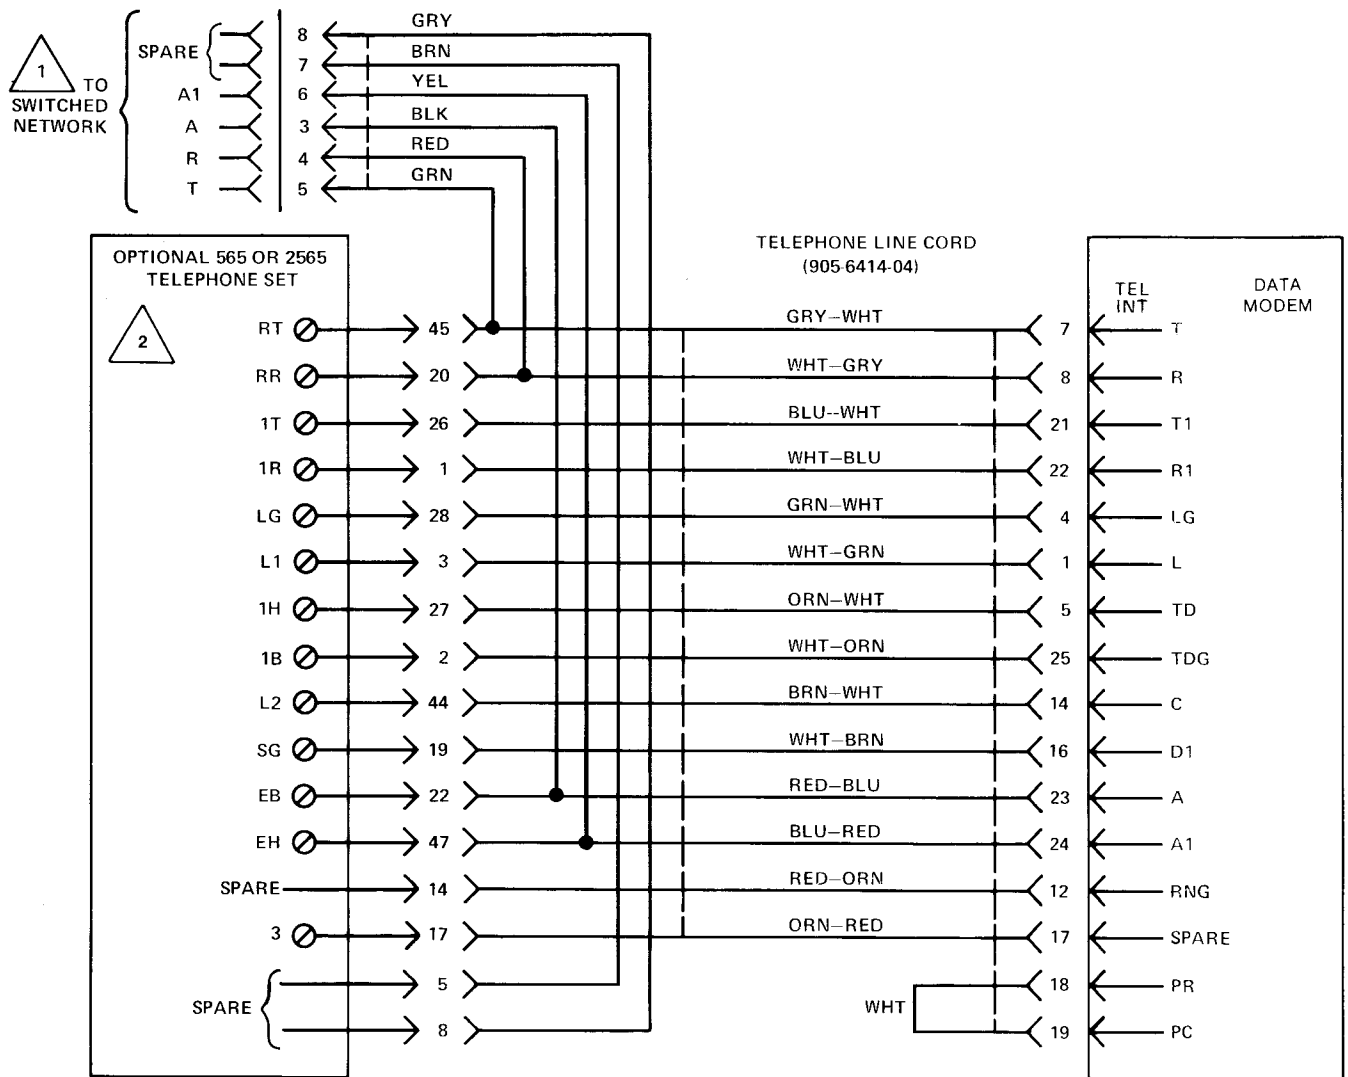 1 TO
SWITCHED
NETWORK
SPARE
8 GRY
7 BRN
A1 6 YEL
A 3 BLK
R 4 RED
T 5 GRN
OPTIONAL 565 OR 2565
TELEPHONE SET
2
TELEPHONE LINE CORD
(905-6414-04)
TEL
INT
DATA
MODEM
RT 45 GRY–WHT 7 T
RR 20 WHT–GRY 8 R
1T 26 BLU--WHT 21 T1
1R 1 WHT–BLU 22 R1
LG 28 GRN–WHT 4 LG
L1 3 WHT–GRN 1 L
1H 27 ORN–WHT 5 TD
1B 2 WHT–ORN 25 TDG
L2 44 BRN–WHT 14 C
SG 19 WHT–BRN 16 D1
EB 22 RED–BLU 23 A
EH 47 BLU–RED 24 A1
SPARE 14 RED–ORN 12 RNG
3 17 ORN–RED 17 SPARE
SPARE
5 18 PR
WHT
8 19 PC